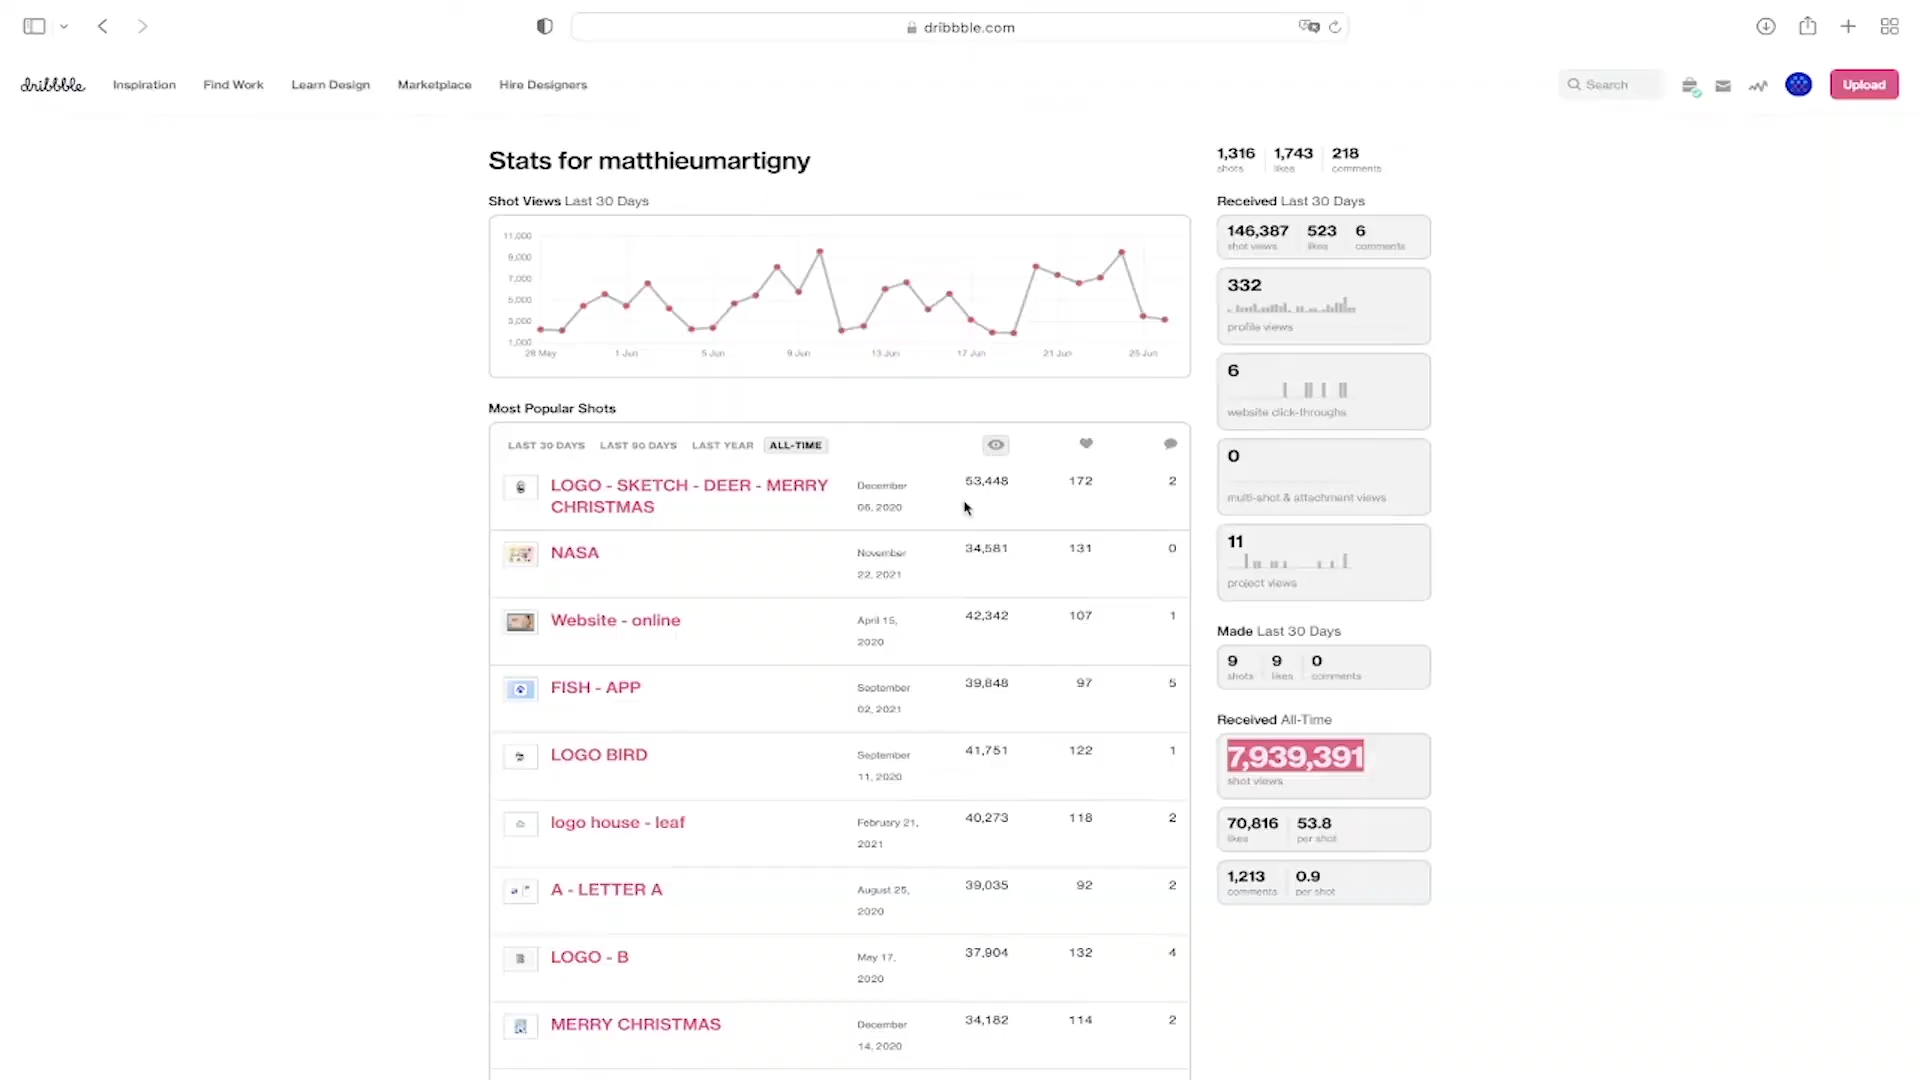 dribbble.com
dribbble Inspiration Find Work Learn Design Marketplace Hire Designers Search Upload
Stats for matthieumartigny
Shot Views Last 30 Days
11,000
9,000
7,000
5,000
3,000
1,000
28 May 1 Jun 5 Jun 9 Jun 13 Jun 17 Jun 21 Jun 25 Jun
Most Popular Shots
LAST 30 DAYS LAST 90 DAYS LAST YEAR ALL-TIME
LOGO - SKETCH - DEER - MERRY
CHRISTMAS
December
06, 2020
53,448 172 2
NASA
November
22, 2021
34,581 131 0
Website - online
April 15,
2020
42,342 107 1
FISH - APP
September
02, 2021
39,848 97 5
LOGO BIRD
September
11, 2020
41,751 122 1
logo house - leaf
February 21,
2021
40,273 118 2
A - LETTER A
August 25,
2020
39,035 92 2
LOGO - B
May 17,
2020
37,904 132 4
MERRY CHRISTMAS
December
14, 2020
34,182 114 2
1,316 1,743 218
shots likes comments
Received Last 30 Days
146,387 523 6
shot views likes comments
332
profile views
6
website click-throughs
0
multi-shot & attachment views
11
project views
Made Last 30 Days
9 9 0
shots likes comments
Received All-Time
7,939,391
shot views
70,816 53.8
likes per shot
1,213 0.9
comments per shot